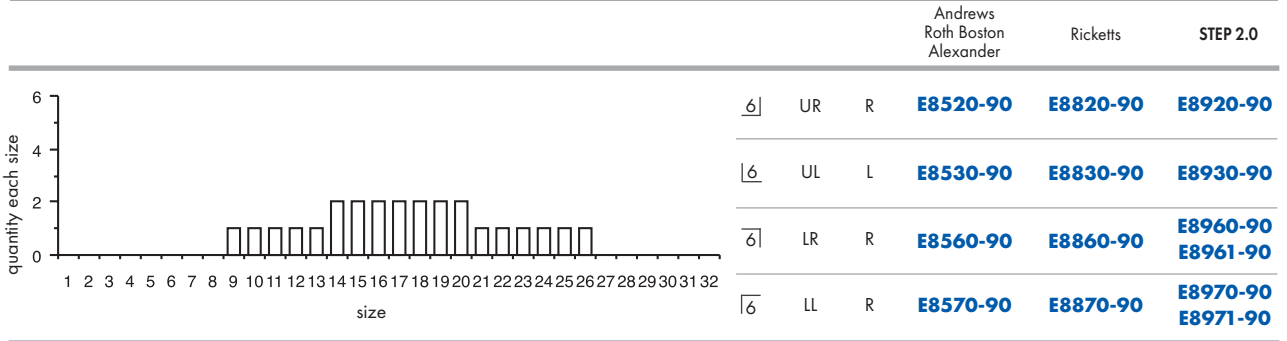 Andrews
Roth Boston
Alexander
Ricketts
STEP 2.0
quantity each size
6
4
2
0
1 2 3 4 5 6 7 8 9 10 11 12 13 14 15 16 17 18 19 20 21 22 23 24 25 26 27 28 29 30 31 32
size
6 UR R E8520-90 E8820-90 E8920-90
6 UL L E8530-90 E8830-90 E8930-90
6 LR R E8560-90 E8860-90 E8960-90
E8961-90
6 LL R E8570-90 E8870-90 E8970-90
E8971-90